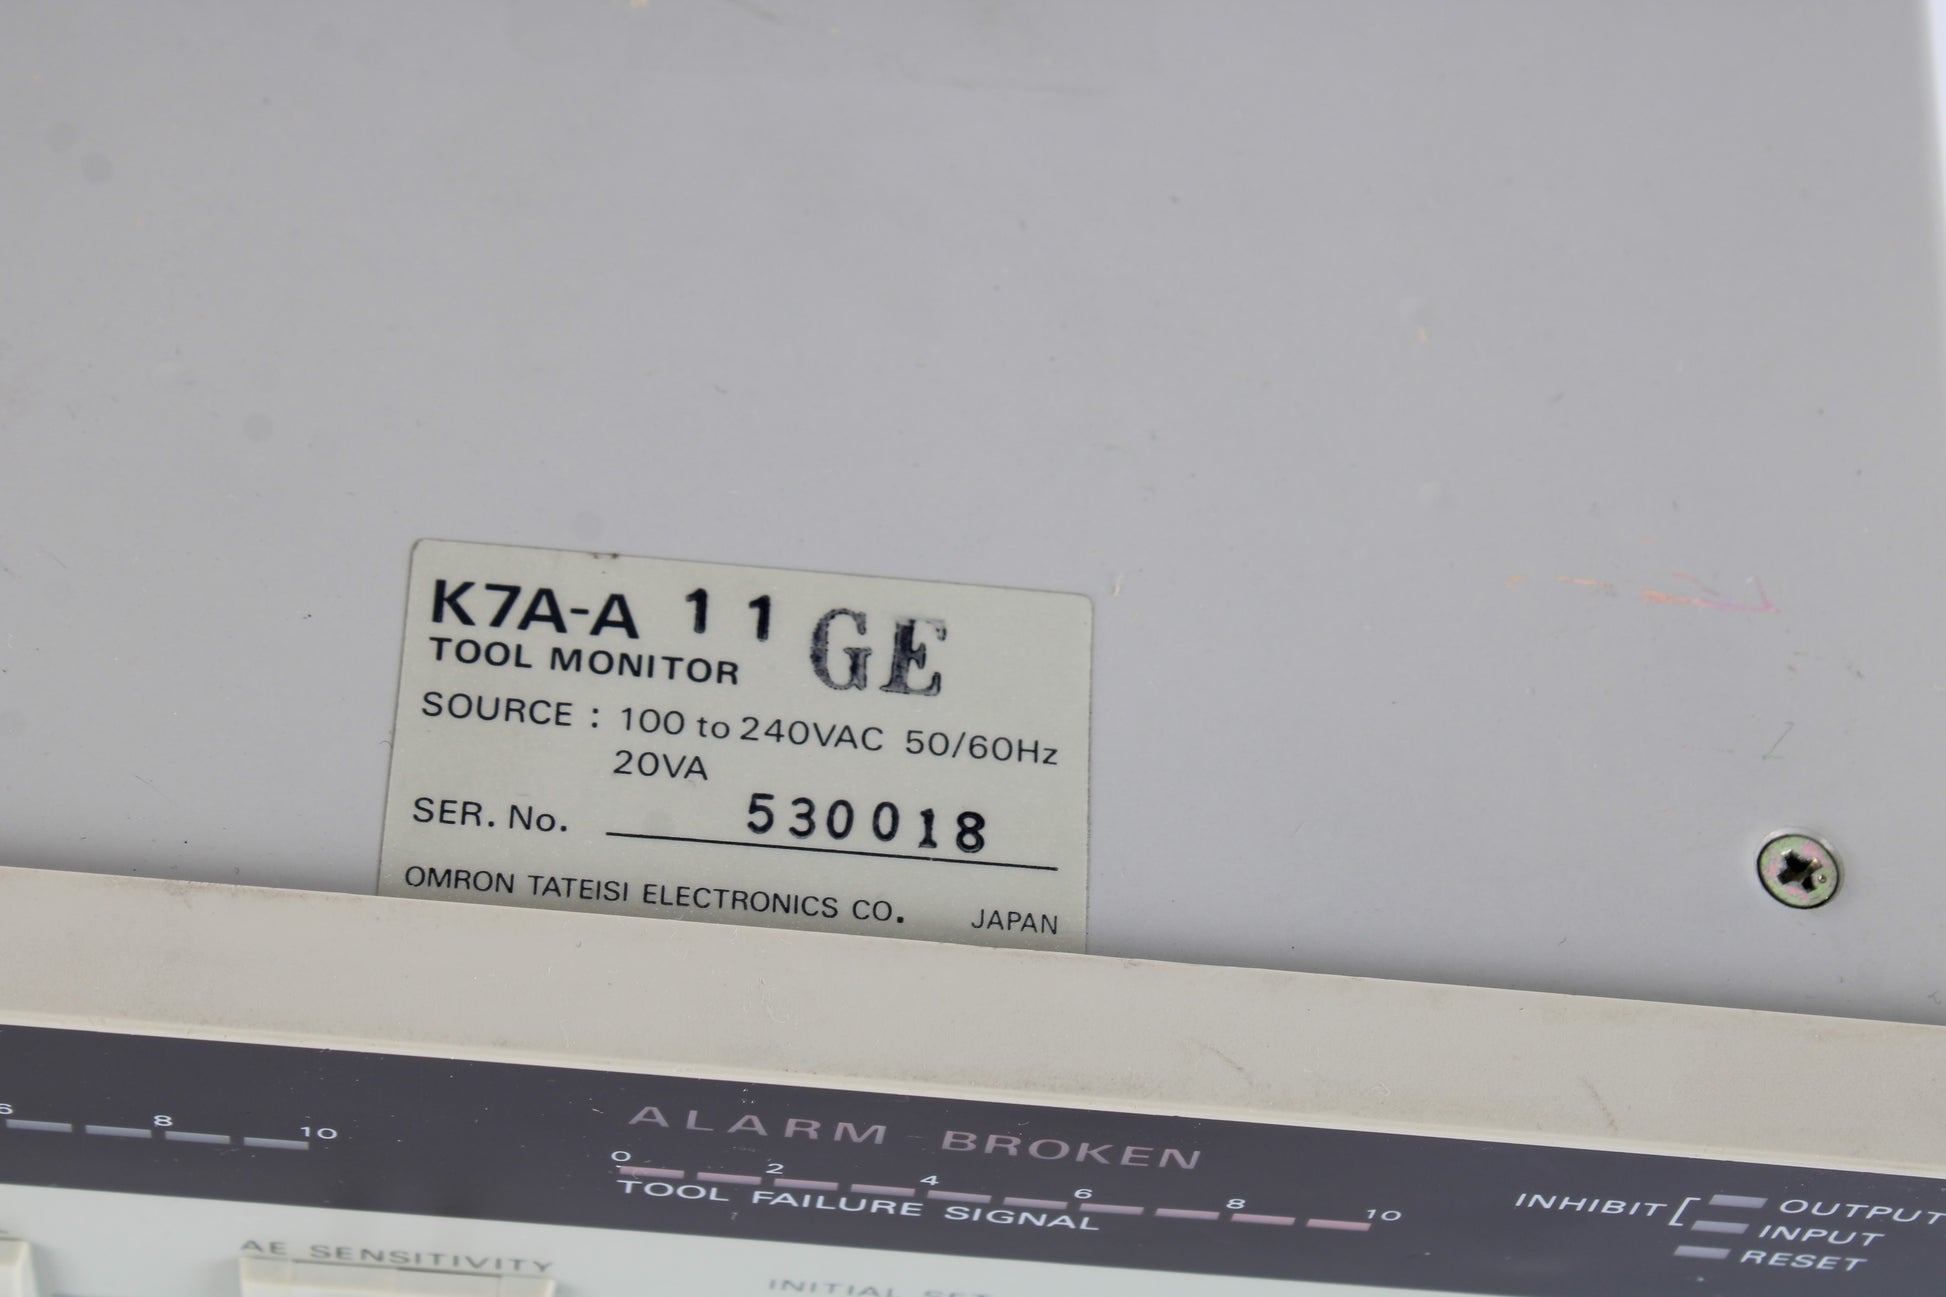 K7A-A 11 GE
TOOL MONITOR
SOURCE : 100 to 240VAC 50/60Hz
20VA
SER. No. 530018
OMRON TATEISI ELECTRONICS CO. JAPAN
6 8 10
ALARM BROKEN
0 2 4 6 8 10
TOOL FAILURE SIGNAL
INHIBIT [ OUTPUT
INPUT
RESET
AE SENSITIVITY
INITIAL